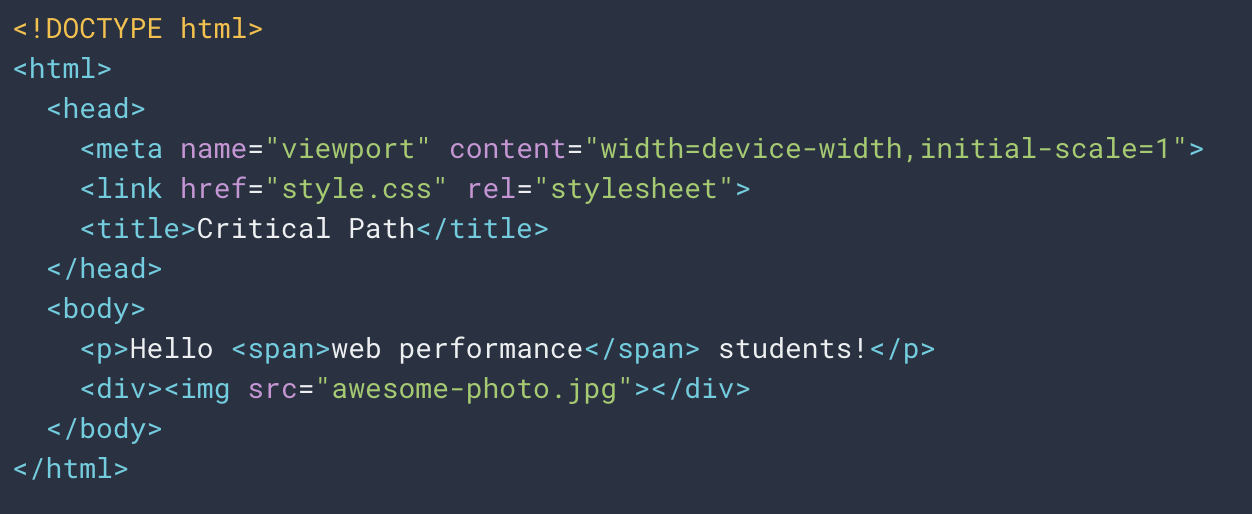 <!DOCTYPE html>
<html>
  <head>
    <meta name="viewport" content="width=device-width,initial-scale=1">
    <link href="style.css" rel="stylesheet">
    <title>Critical Path</title>
  </head>
  <body>
    <p>Hello <span>web performance</span> students!</p>
    <div><img src="awesome-photo.jpg"></div>
  </body>
</html>